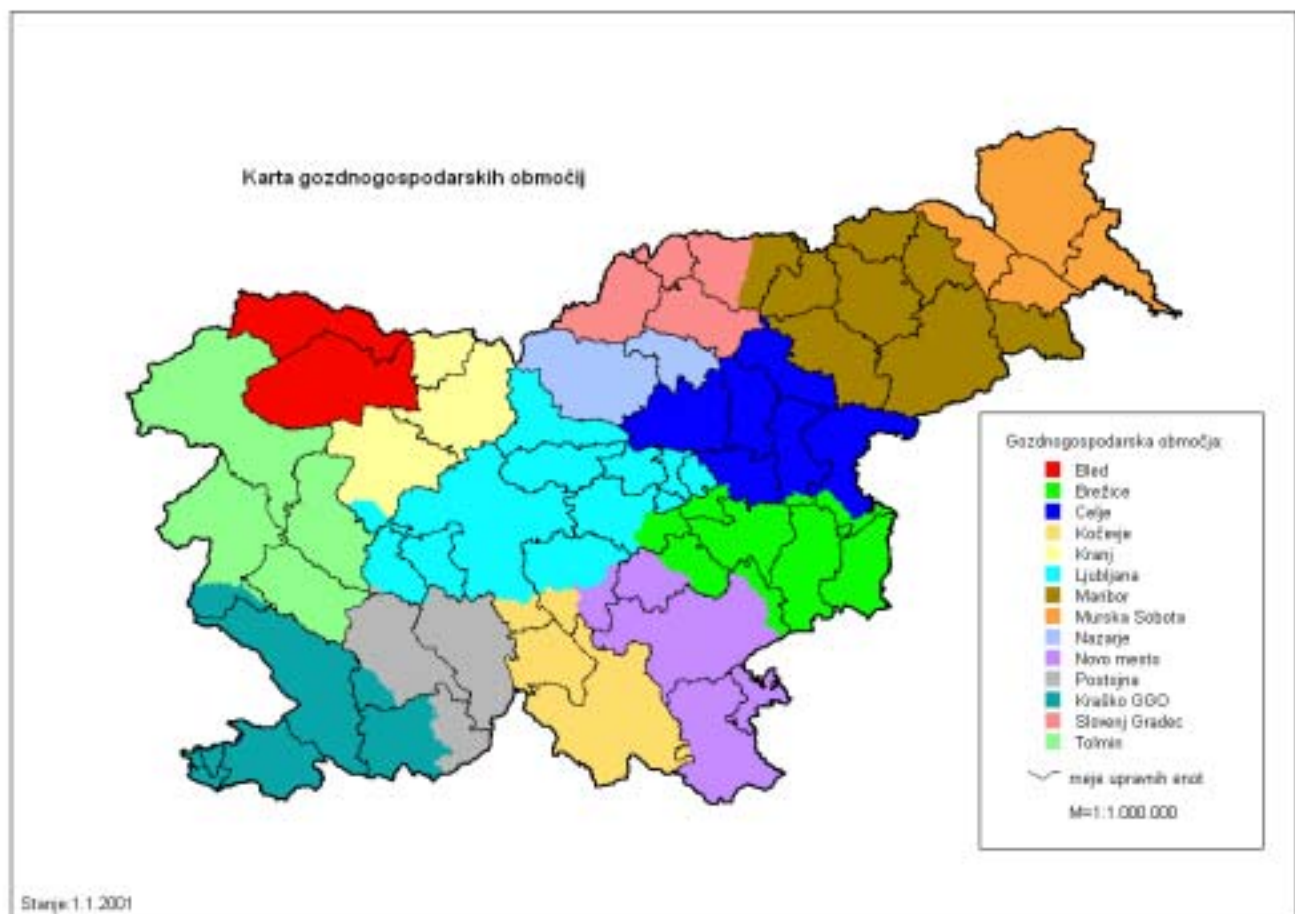 Karta gozdnogospodarskih območij
Gozdnogospodarska območja:
Bled
Brežice
Celje
Kočevje
Kranj
Ljubljana
Maribor
Murska Sobota
Nazarje
Novo mesto
Postojna
Kraško GGO
Slovenj Gradec
Tolmin
meje upravnih enot
M=1:1.000.000
Stanje:1.1.2001